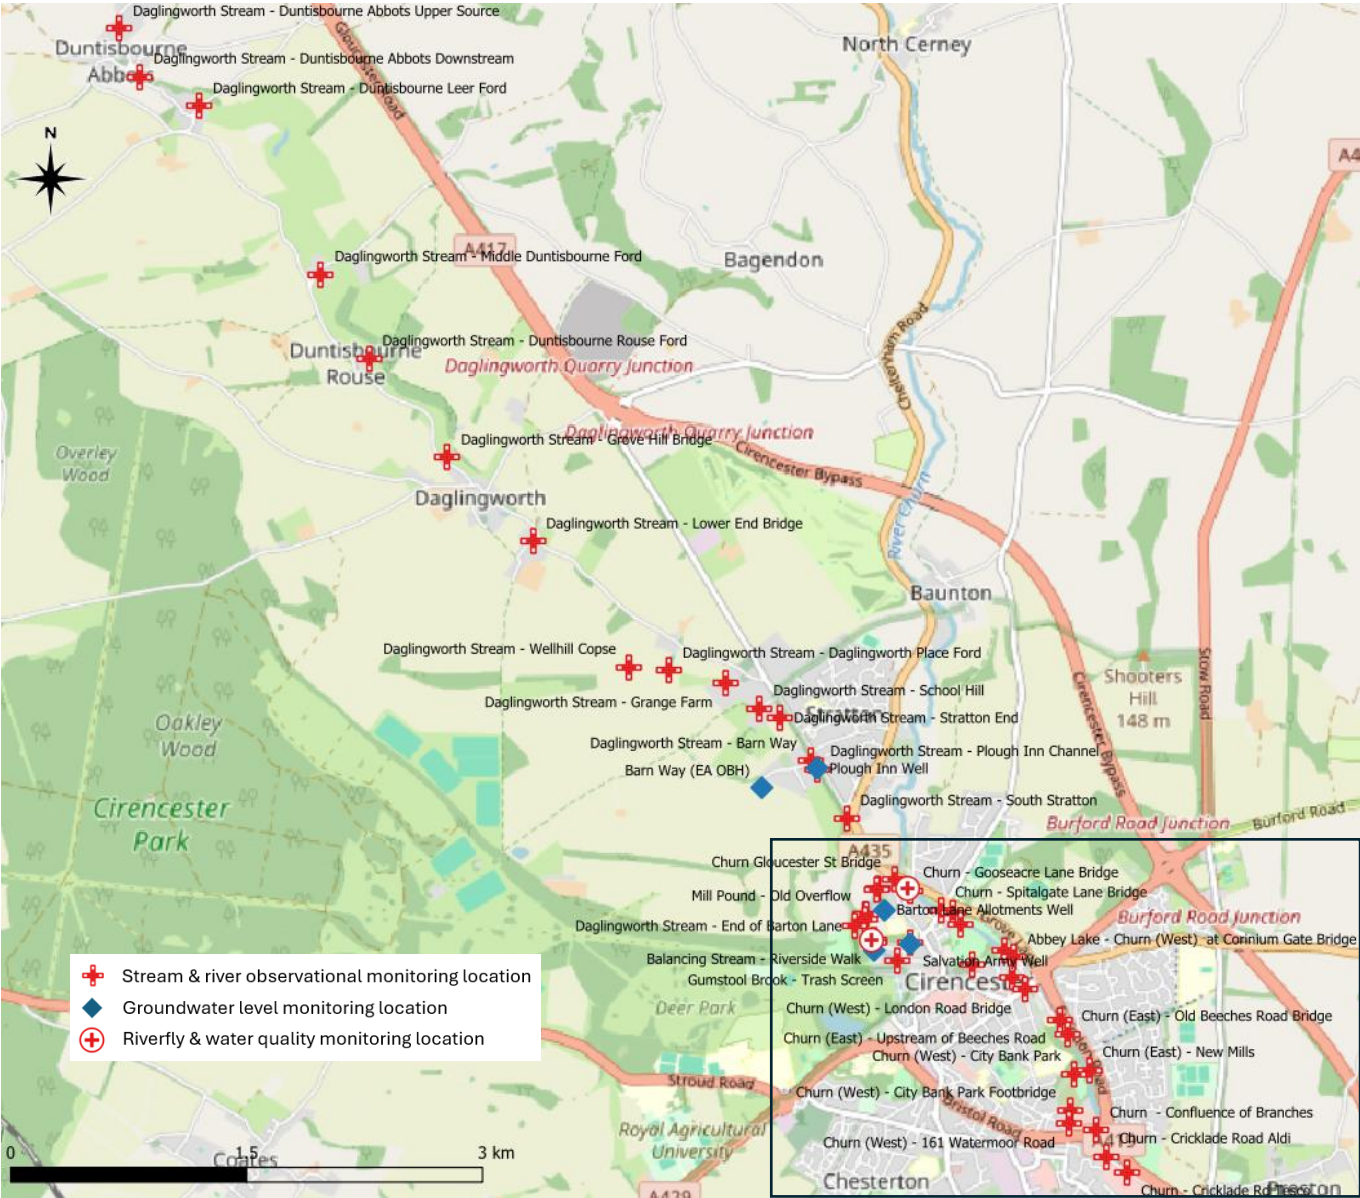 Daglingworth Stream - Duntisbourne Abbots Upper Source
Duntisbourne
Abbots
Daglingworth Stream - Duntisbourne Abbots Downstream
Daglingworth Stream - Duntisbourne Leer Ford
Gloucester Road
North Cerney
N
A4
A417
Daglingworth Stream - Middle Duntisbourne Ford
Bagendon
Cheltenham Road
Daglingworth Stream - Duntisbourne Rouse Ford
Duntisbourne
Rouse
Daglingworth Quarry Junction
Daglingworth Quarry Junction
Daglingworth Stream - Grove Hill Bridge
Cirencester Bypass
Overley
Wood
Daglingworth
River Churn
Daglingworth Stream - Lower End Bridge
Baunton
Daglingworth Stream - Wellhill Copse
Daglingworth Stream - Daglingworth Place Ford
Stow Road
Shooters
Hill
148 m
Cirencester Bypass
Daglingworth Stream - School Hill
Daglingworth Stream - Grange Farm
Stratton
Daglingworth Stream - Stratton End
Oakley
Wood
Daglingworth Stream - Barn Way
Daglingworth Stream - Plough Inn Channel
Barn Way (EA OBH)
Plough Inn Well
Cirencester
Park
Daglingworth Stream - South Stratton
Burford Road Junction
Burford Road
A435
Churn Gloucester St Bridge
Churn - Gooseacre Lane Bridge
Mill Pond - Old Overflow
Churn - Spitalgate Lane Bridge
Barton Lane Allotments Well
Grove Lane
Burford Road Junction
Daglingworth Stream - End of Barton Lane
Abbey Lake - Churn (West) at Corinium Gate Bridge
Balancing Stream - Riverside Walk
Salvation Army Well
Gumstool Brook - Trash Screen
Cirencest
Stream & river observational monitoring location
Groundwater level monitoring location
Riverfly & water quality monitoring location
Deer Park
Churn (West) - London Road Bridge
Churn (East) - Old Beeches Road Bridge
Churn (East) - Upstream of Beeches Road
Churn (West) - City Bank Park
Churn (East) - New Mills
Stroud Road
Churn (West) - City Bank Park Footbridge
Bristol Road
Churn - Confluence of Branches
Royal Agricultural
University
Churn (West) - 161 Watermoor Road
A419
Churn - Cricklade Road Aldi
0
1.5
3 km
Coates
Chesterton
A429
Churn - Cricklade Rd Tesco
Preston